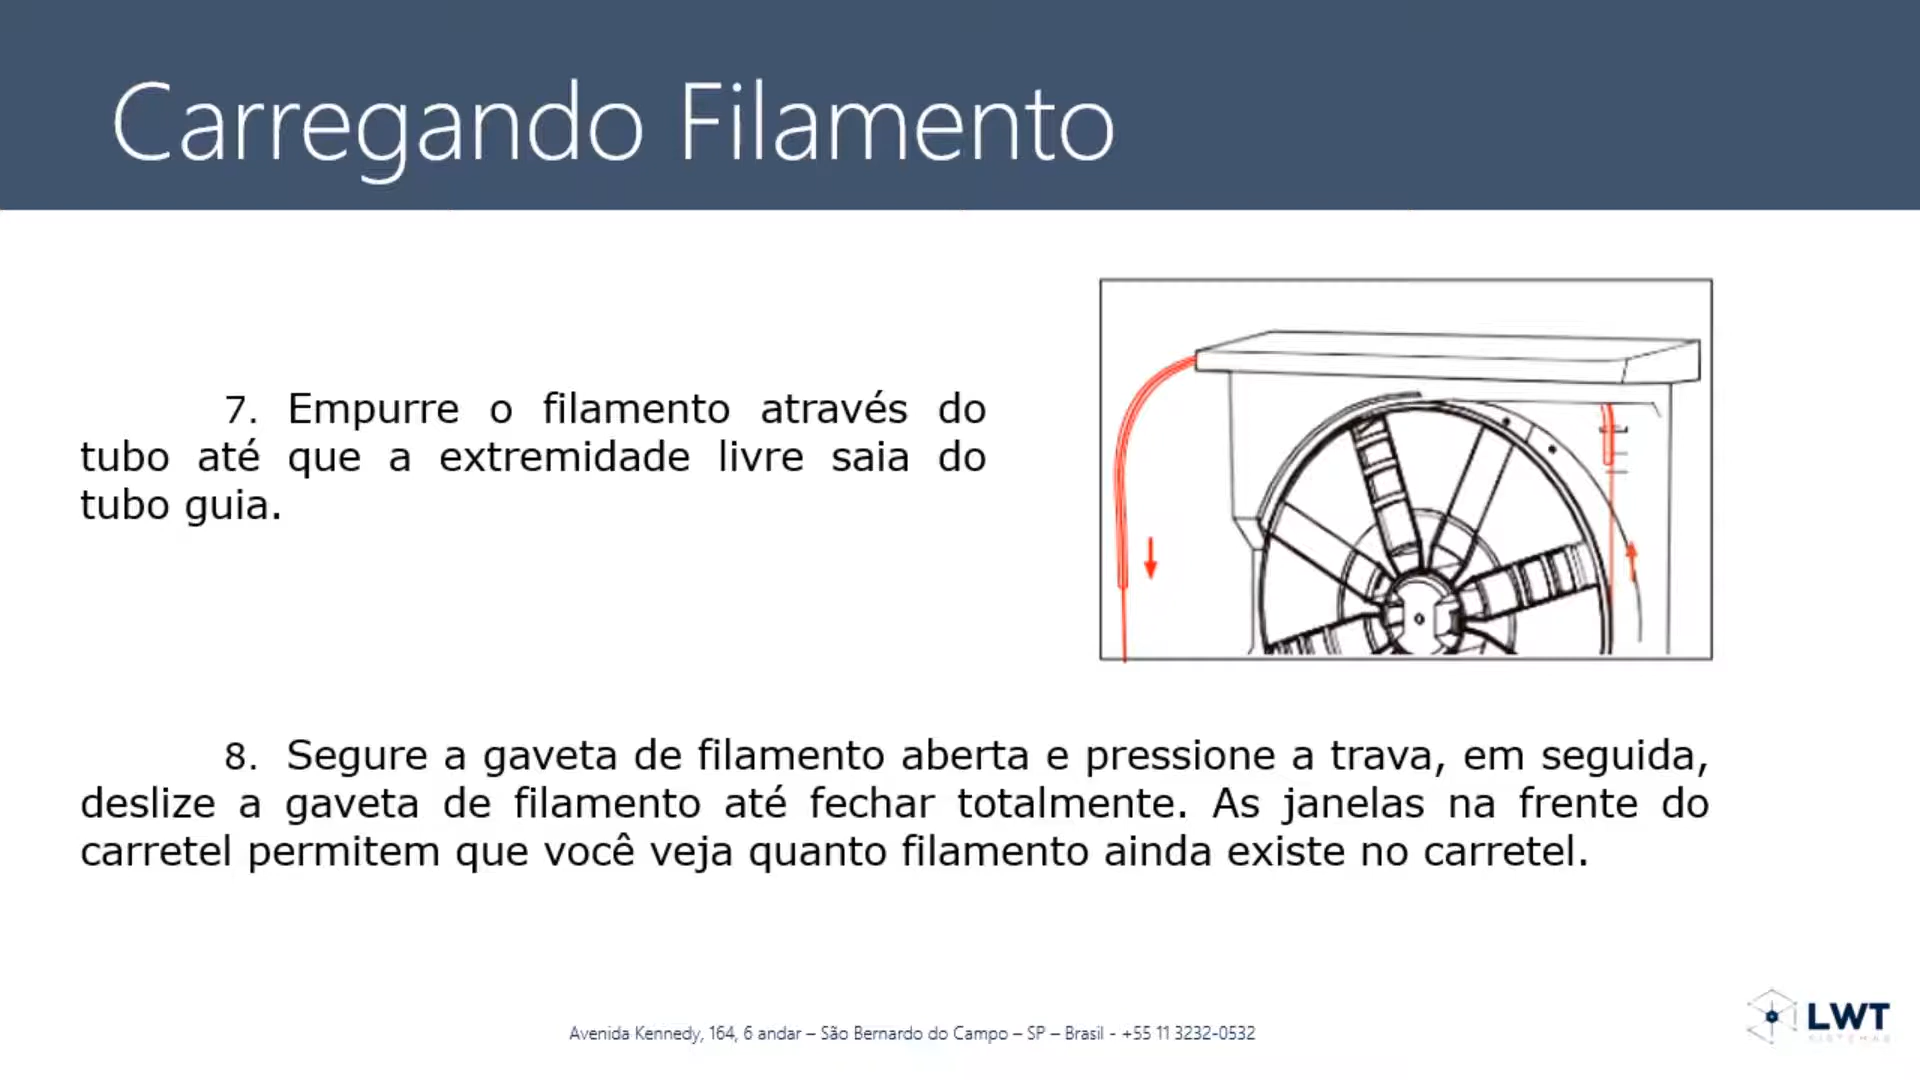 Carregando Filamento
7. Empurre o filamento através do
tubo até que a extremidade livre saia do
tubo guia.
8. Segure a gaveta de filamento aberta e pressione a trava, em seguida,
deslize a gaveta de filamento até fechar totalmente. As janelas na frente do
carretel permitem que você veja quanto filamento ainda existe no carretel.
Avenida Kennedy, 164, 6 andar – São Bernardo do Campo – SP – Brasil - +55 11 3232-0532
LWT
SISTEMAS